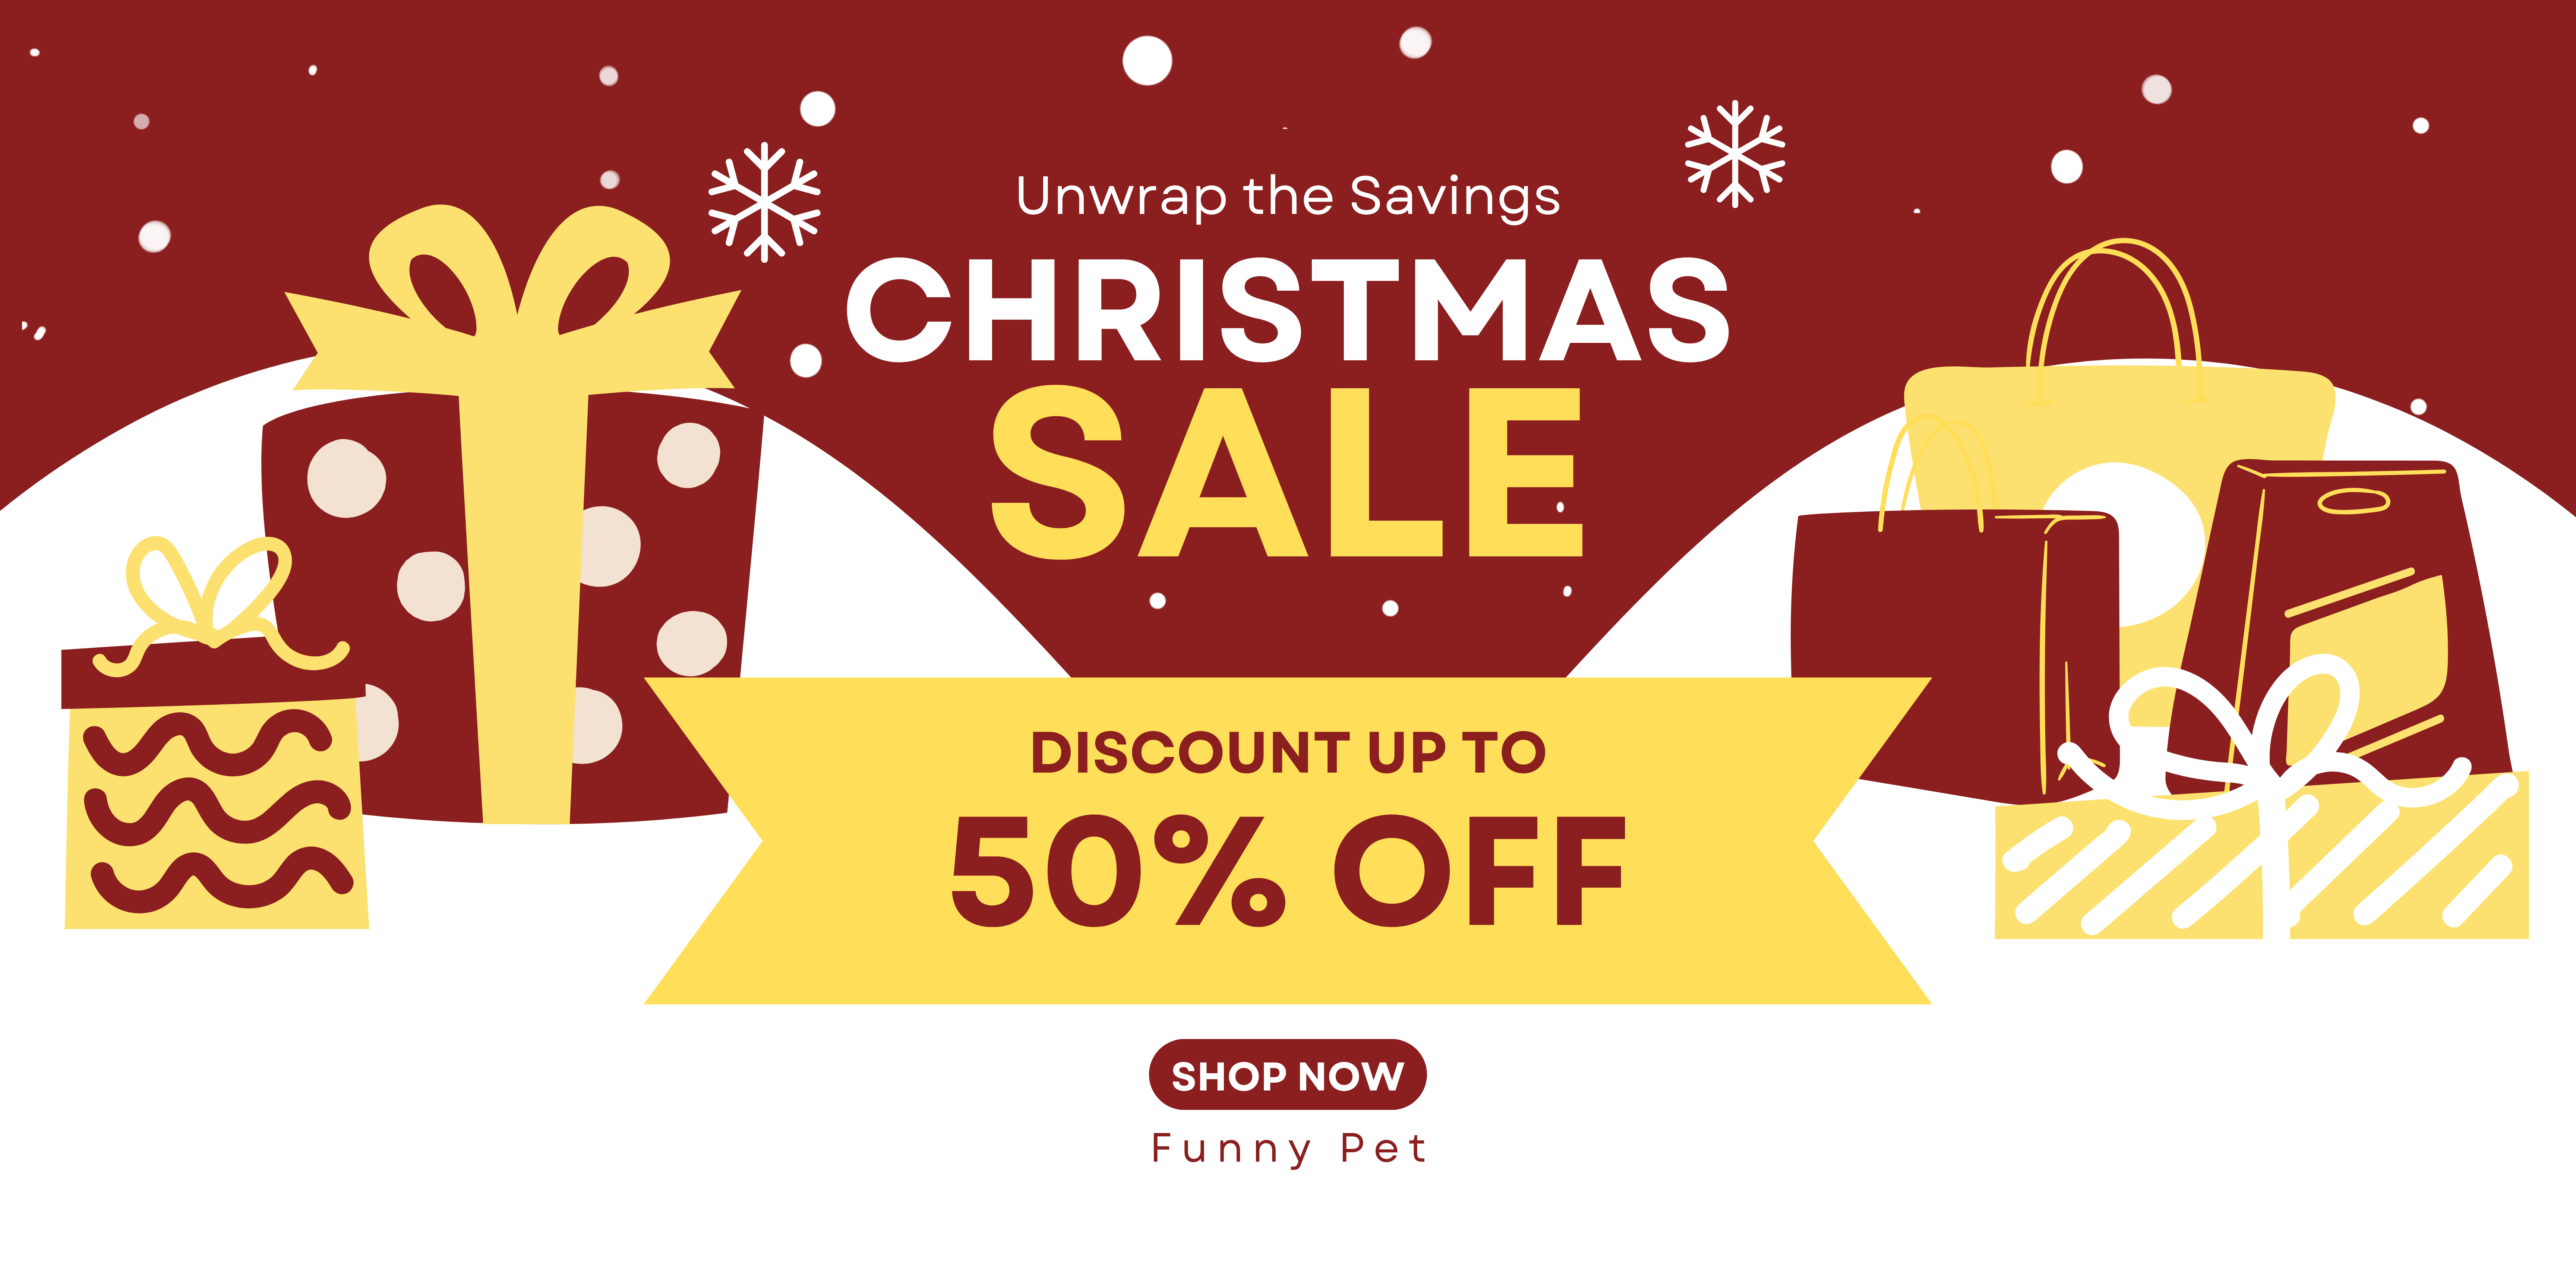 Unwrap the Savings
CHRISTMAS
SALE
DISCOUNT UP TO
50% OFF
SHOP NOW
Funny Pet